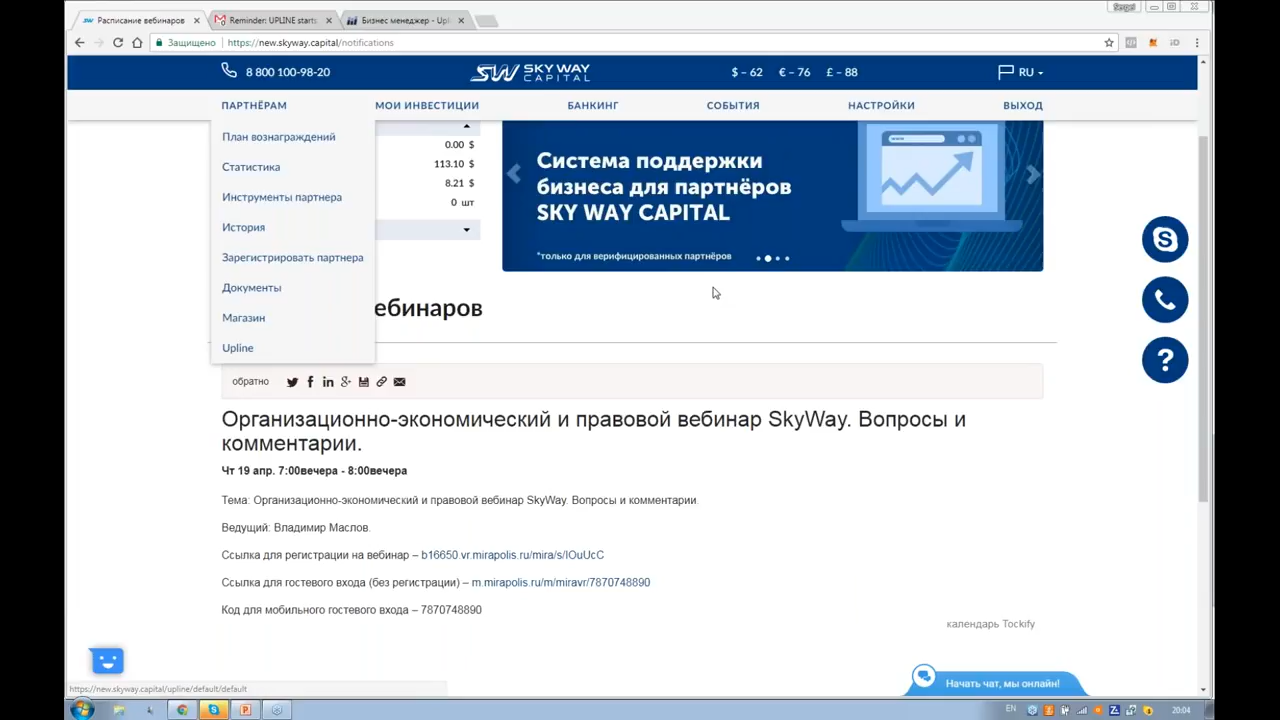 Расписание вебинаров
Reminder: UPLINE starts
Бизнес менеджер - Upl
Sergei
Защищено
https://new.skyway.capital/notifications
8 800 100-98-20
SW SKY WAY CAPITAL
$ – 62 € – 76 £ – 88
RU
ПАРТНЁРАМ МОИ ИНВЕСТИЦИИ БАНКИНГ СОБЫТИЯ НАСТРОЙКИ ВЫХОД
План вознаграждений
Статистика
Инструменты партнера
История
Зарегистрировать партнера
Документы
Магазин
Upline
0.00 $
113.10 $
8.21 $
0 шт
Система поддержки
бизнеса для партнёров
SKY WAY CAPITAL
*только для верифицированных партнёров
ебинаров
обратно
Организационно-экономический и правовой вебинар SkyWay. Вопросы и
комментарии.
Чт 19 апр. 7:00вечера - 8:00вечера
Тема: Организационно-экономический и правовой вебинар SkyWay. Вопросы и комментарии.
Ведущий: Владимир Маслов.
Ссылка для регистрации на вебинар – b16650.vr.mirapolis.ru/mira/s/IOuUcC
Ссылка для гостевого входа (без регистрации) – m.mirapolis.ru/m/miravr/7870748890
Код для мобильного гостевого входа – 7870748890
календарь Tockify
Начать чат, мы онлайн!
https://new.skyway.capital/upline/default/default
EN
20:04